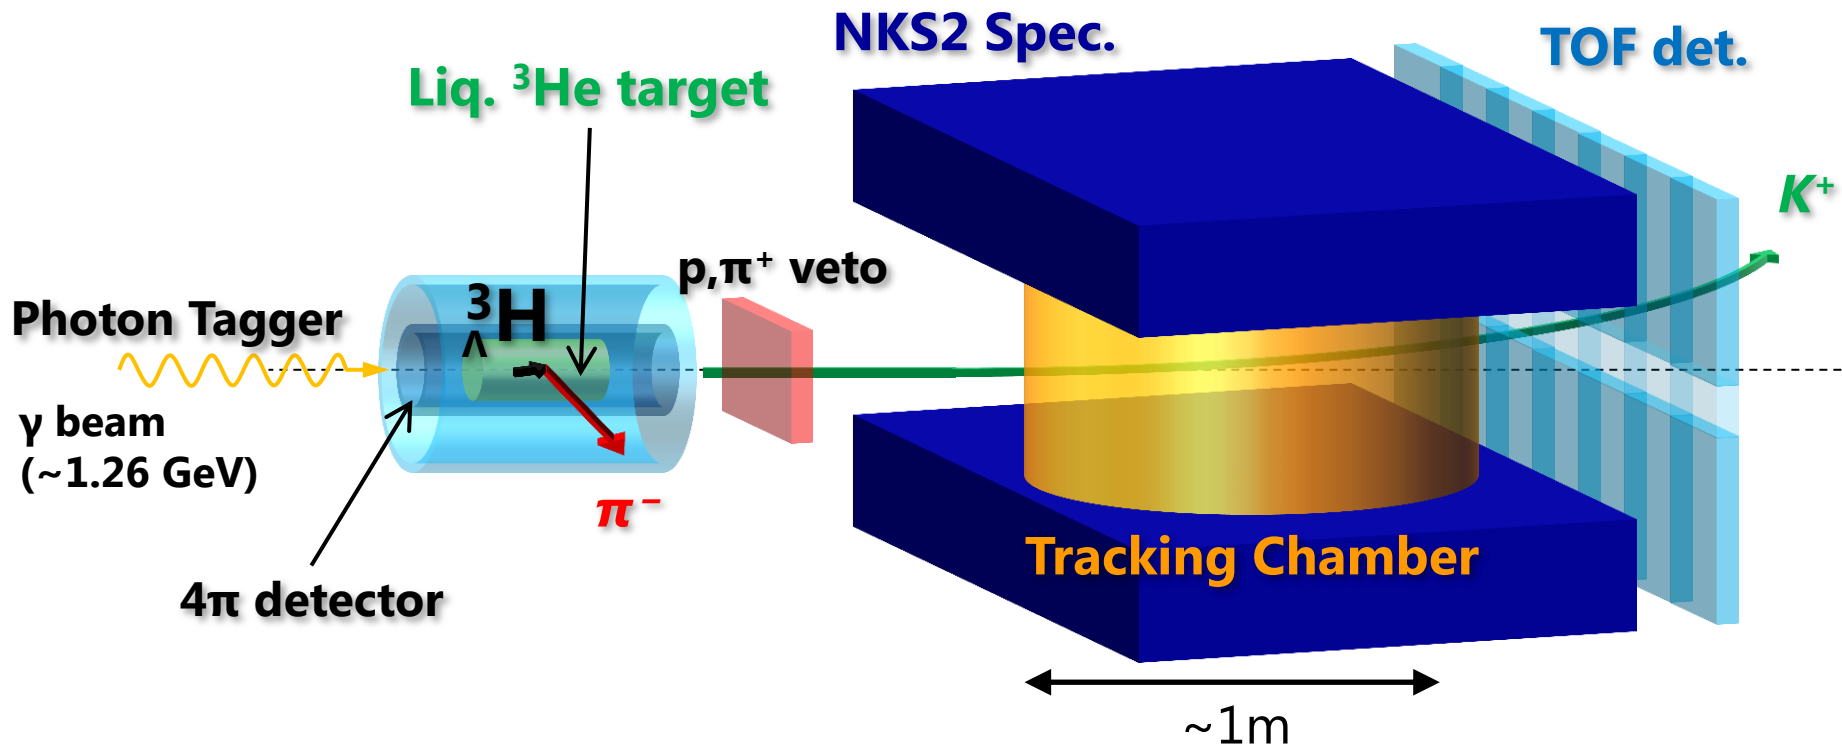 NKS2 Spec.
TOF det.
Liq. ³He target
K⁺
p,π⁺ veto
³ΛH
Photon Tagger
γ beam
(~1.26 GeV)
π⁻
Tracking Chamber
4π detector
~1m